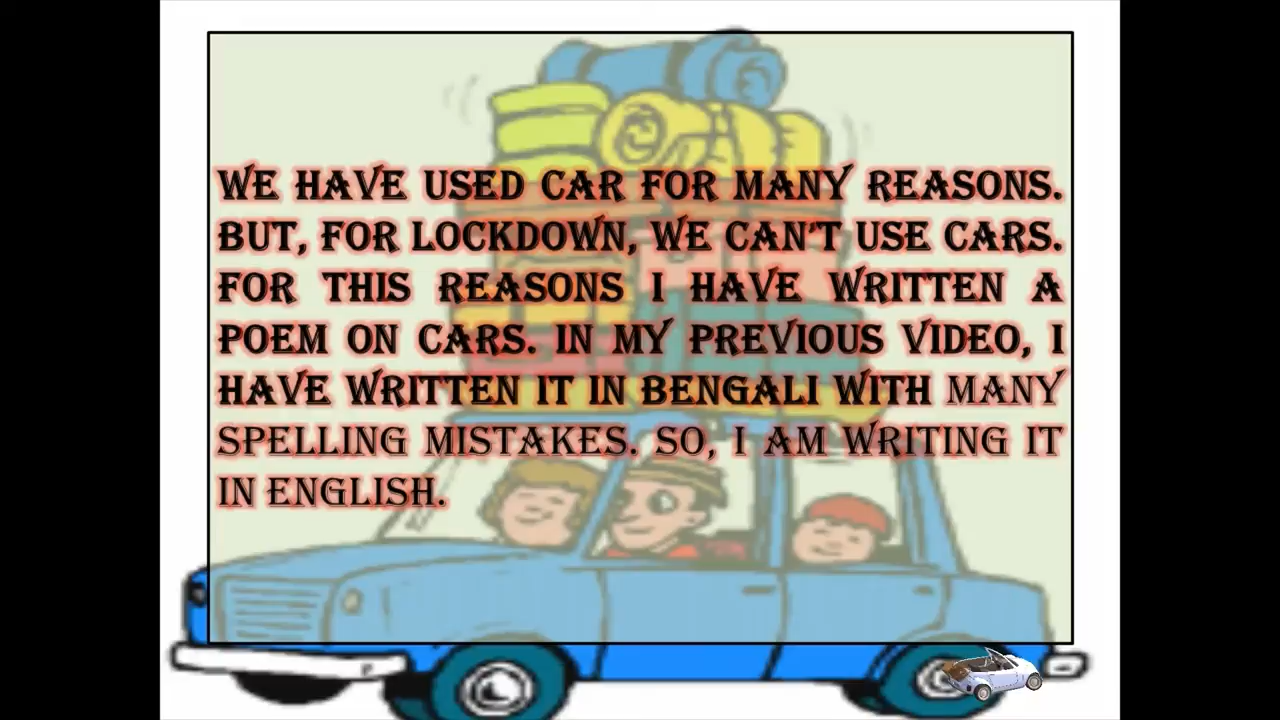 WE HAVE USED CAR FOR MANY REASONS.
BUT, FOR LOCKDOWN, WE CAN'T USE CARS.
FOR THIS REASONS I HAVE WRITTEN A
POEM ON CARS. IN MY PREVIOUS VIDEO, I
HAVE WRITTEN IT IN BENGALI WITH MANY
SPELLING MISTAKES. SO, I AM WRITING IT
IN ENGLISH.